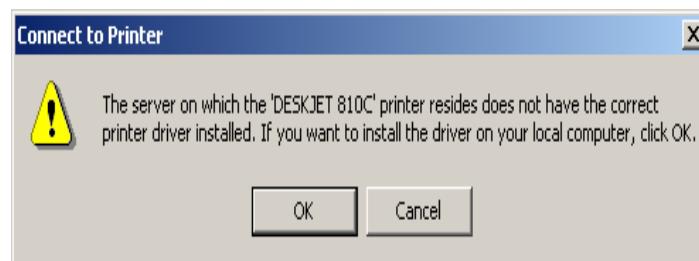 Connect to Printer
The server on which the 'DESKJET 810C' printer resides does not have the correct
printer driver installed. If you want to install the driver on your local computer, click OK.
OK
Cancel